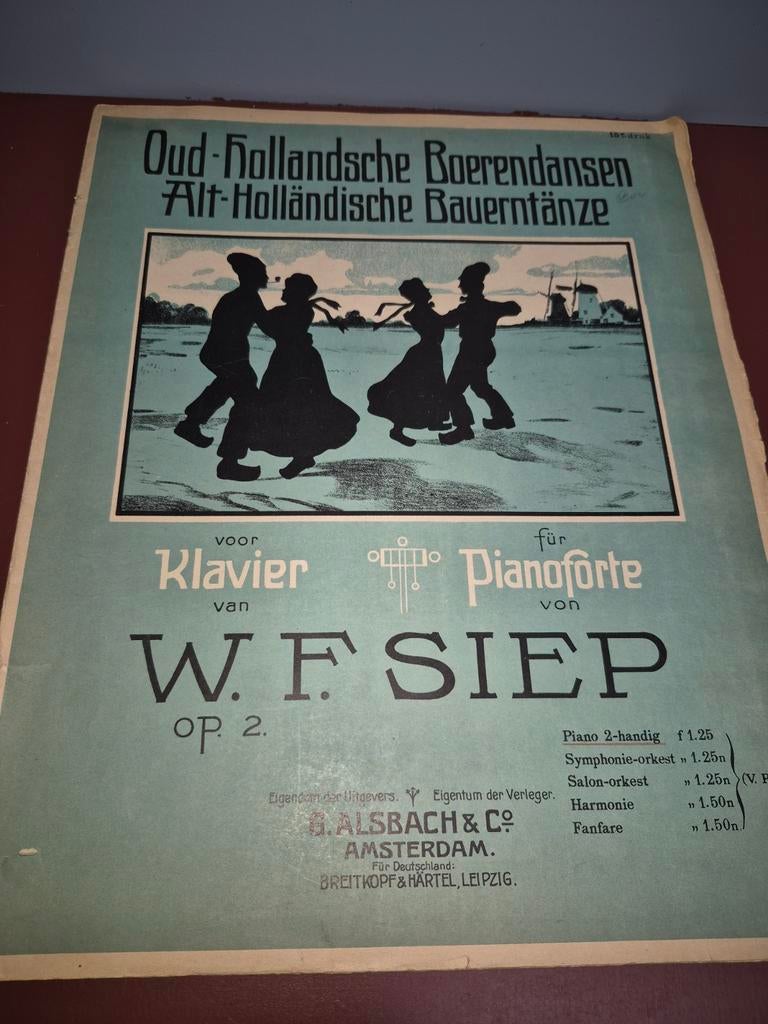 18e druk
Oud-Hollandsche Boerendansen
Alt-Holländische Bauerntänze
voor
Klavier
van
für
Pianoforte
von
W. F. SIEP
op. 2.
Piano 2-handig f 1.25
Symphonie-orkest „ 1.25n
Salon-orkest „ 1.25n
Harmonie „ 1.50n
Fanfare „ 1.50n.
(V. P
Eigendom der Uitgevers. Eigentum der Verleger.
G. ALSBACH & Co
AMSTERDAM.
Für Deutschland:
BREITKOPF & HÄRTEL, LEIPZIG.